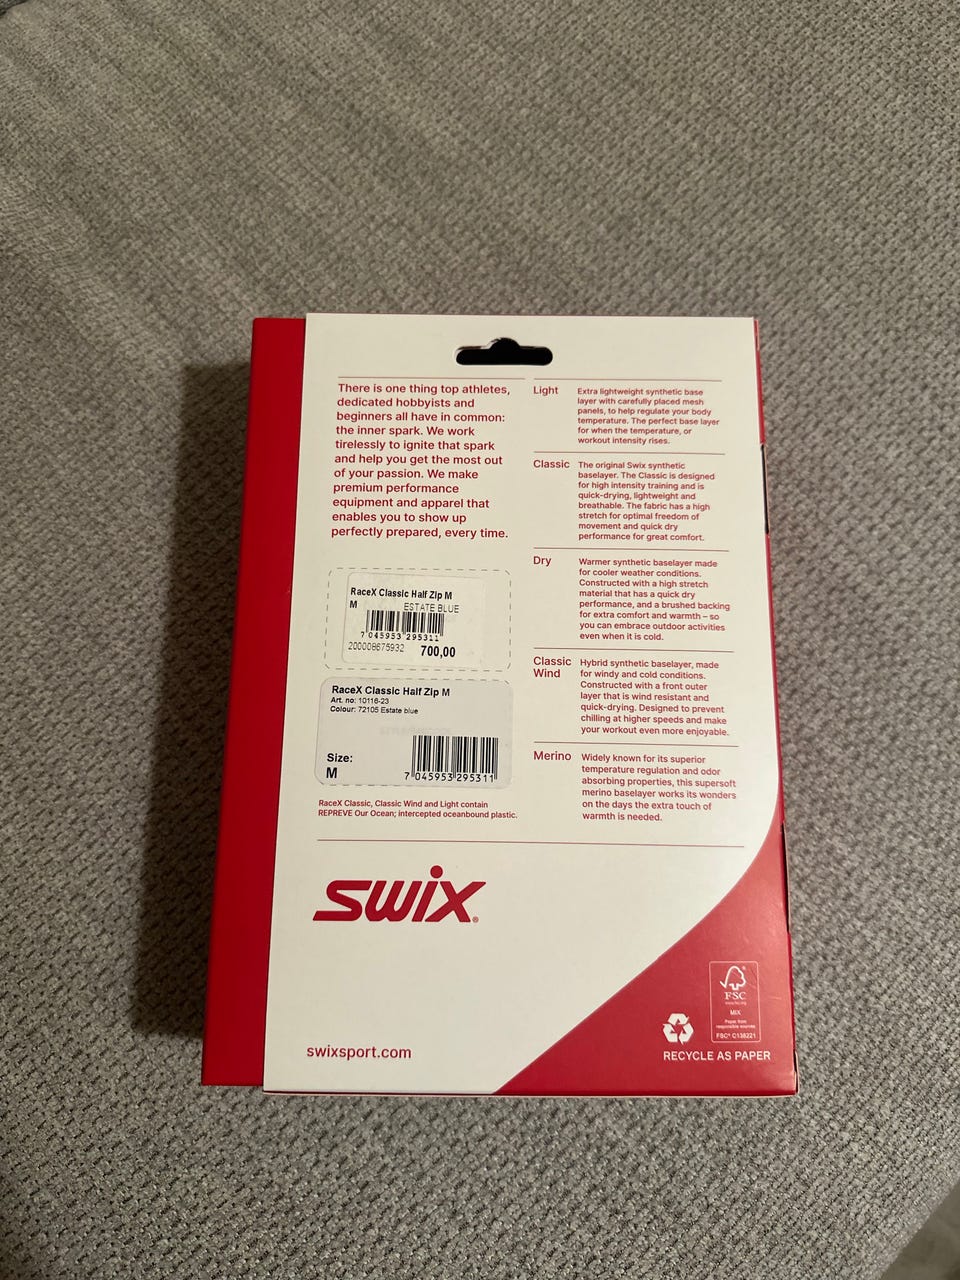 There is one thing top athletes,
dedicated hobbyists and
beginners all have in common:
the inner spark. We work
tirelessly to ignite that spark
and help you get the most out
of your passion. We make
premium performance
equipment and apparel that
enables you to show up
perfectly prepared, every time.
RaceX Classic Half Zip M
M ESTATE BLUE
7 045953 295311
200008675932 700,00
RaceX Classic Half Zip M
Art. no: 10116-23
Colour: 72105 Estate blue
Size:
M
7 045953 295311
RaceX Classic, Classic Wind and Light contain
REPREVE Our Ocean; intercepted oceanbound plastic.
Light
Extra lightweight synthetic base
layer with carefully placed mesh
panels, to help regulate your body
temperature. The perfect base layer
for when the temperature, or
workout intensity rises.
Classic
The original Swix synthetic
baselayer. The Classic is designed
for high intensity training and is
quick-drying, lightweight and
breathable. The fabric has a high
stretch for optimal freedom of
movement and quick dry
performance for great comfort.
Dry
Warmer synthetic baselayer made
for cooler weather conditions.
Constructed with a high stretch
material that has a quick dry
performance, and a brushed backing
for extra comfort and warmth – so
you can embrace outdoor activities
even when it is cold.
Classic
Wind
Hybrid synthetic baselayer, made
for windy and cold conditions.
Constructed with a front outer
layer that is wind resistant and
quick-drying. Designed to prevent
chilling at higher speeds and make
your workout even more enjoyable.
Merino
Widely known for its superior
temperature regulation and odor
absorbing properties, this supersoft
merino baselayer works its wonders
on the days the extra touch of
warmth is needed.
swix®
swixsport.com
FSC
www.fsc.org
MIX
Paper from
responsible sources
FSC® C138221
RECYCLE AS PAPER